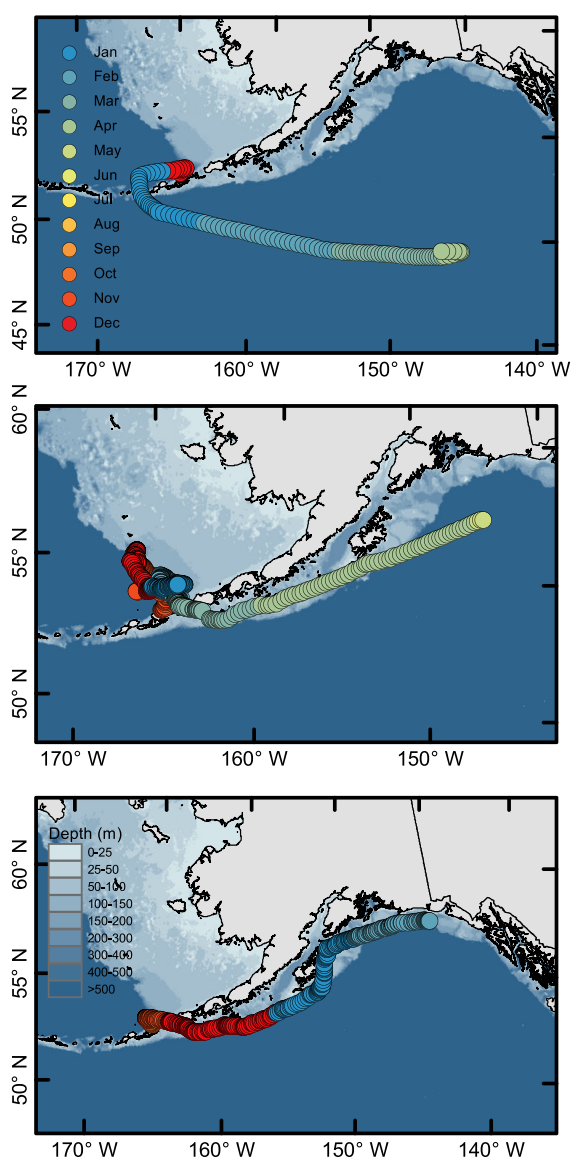 Jan
Feb
Mar
Apr
May
Jun
Jul
Aug
Sep
Oct
Nov
Dec
55° N
50° N
45° N
170° W
160° W
150° W
140° W
60° N
55° N
50° N
170° W
160° W
150° W
Depth (m)
0-25
25-50
50-100
100-150
150-200
200-300
300-400
400-500
>500
60° N
55° N
50° N
170° W
160° W
150° W
140° W